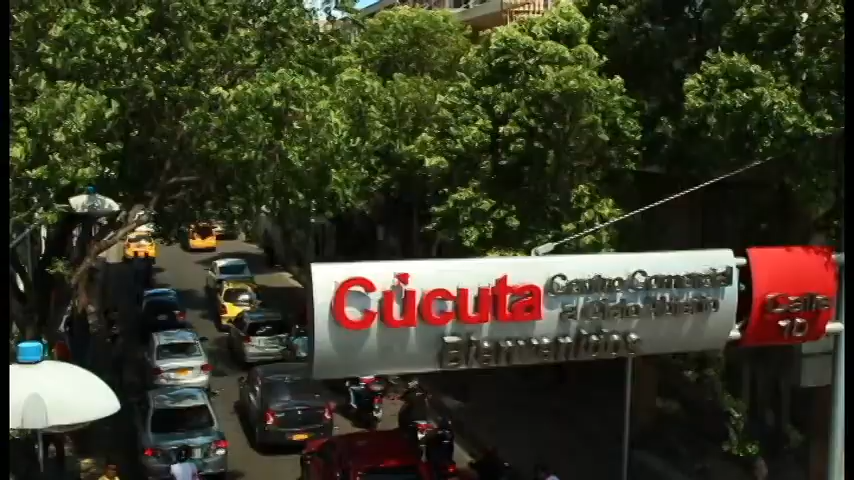 Cúcuta
Centro Comercial
a Cielo Abierto
Bienvenidos
Calle
10